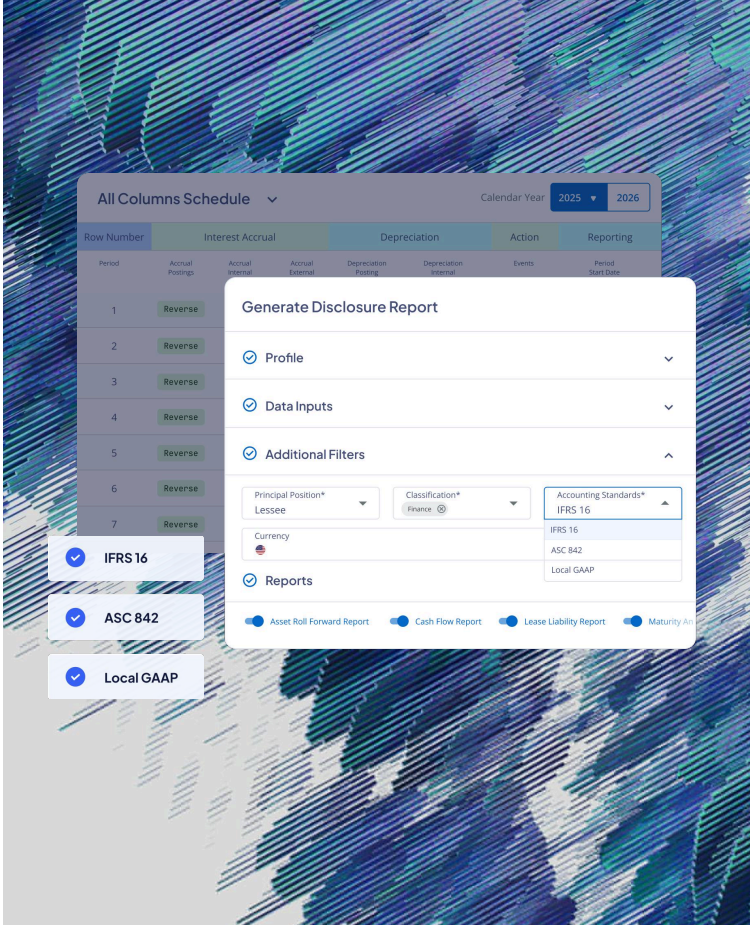 All Columns Schedule
Calendar Year 2025 2026
Row Number Interest Accrual Depreciation Action Reporting
Period Accrual Postings Accrual Internal Accrual External Depreciation Posting Depreciation Internal Events Period Start Date
1 Reverse
2 Reverse
3 Reverse
4 Reverse
5 Reverse
6 Reverse
7 Reverse
Generate Disclosure Report
Profile
Data Inputs
Additional Filters
Principal Position* Classification* Accounting Standards*
Lessee Finance IFRS 16
Currency
IFRS 16
ASC 842
Local GAAP
Reports
Asset Roll Forward Report Cash Flow Report Lease Liability Report Maturity An
IFRS 16
ASC 842
Local GAAP